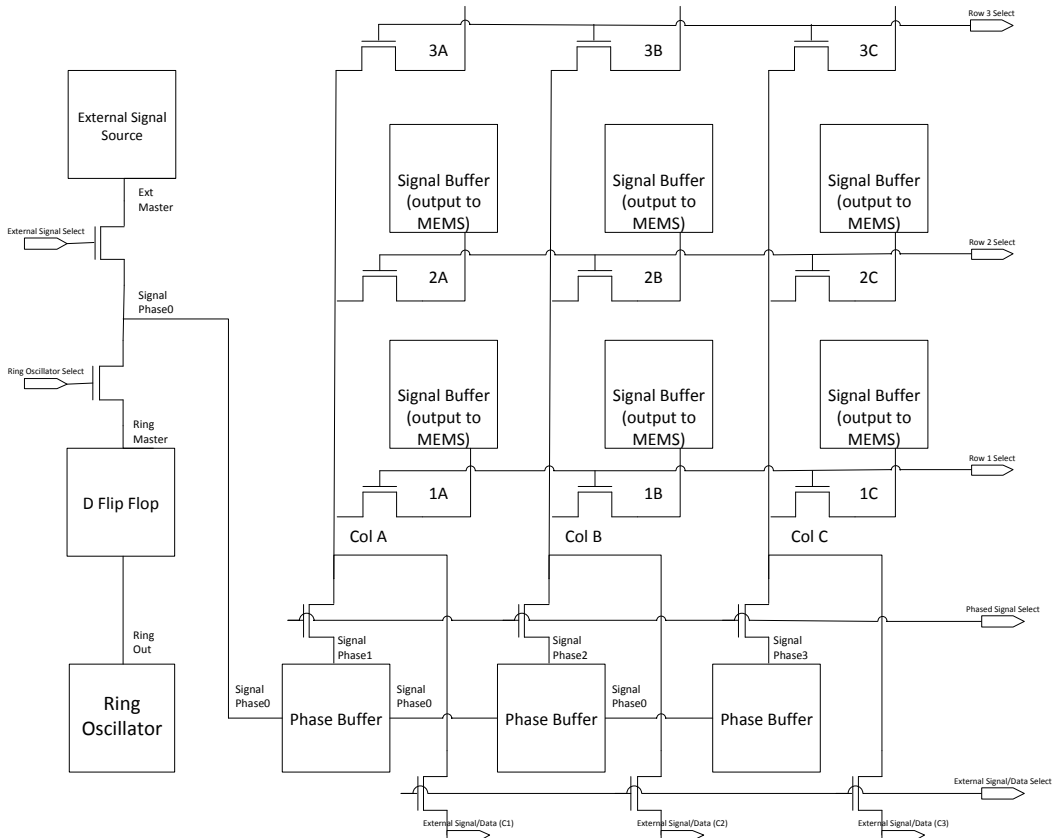 Row 3 Select
3A
3B
3C
External Signal
Source
Ext
Master
External Signal Select
Signal Buffer
(output to
MEMS)
Signal Buffer
(output to
MEMS)
Signal Buffer
(output to
MEMS)
Row 2 Select
2A
2B
2C
Signal
Phase0
Ring Oscillator Select
Ring
Master
Signal Buffer
(output to
MEMS)
Signal Buffer
(output to
MEMS)
Signal Buffer
(output to
MEMS)
Row 1 Select
1A
1B
1C
D Flip Flop
Col A
Col B
Col C
Phased Signal Select
Ring
Out
Signal
Phase1
Signal
Phase2
Signal
Phase3
Ring
Oscillator
Signal
Phase0
Phase Buffer
Signal
Phase0
Phase Buffer
Signal
Phase0
Phase Buffer
External Signal/Data Select
External Signal/Data (C1)
External Signal/Data (C2)
External Signal/Data (C3)